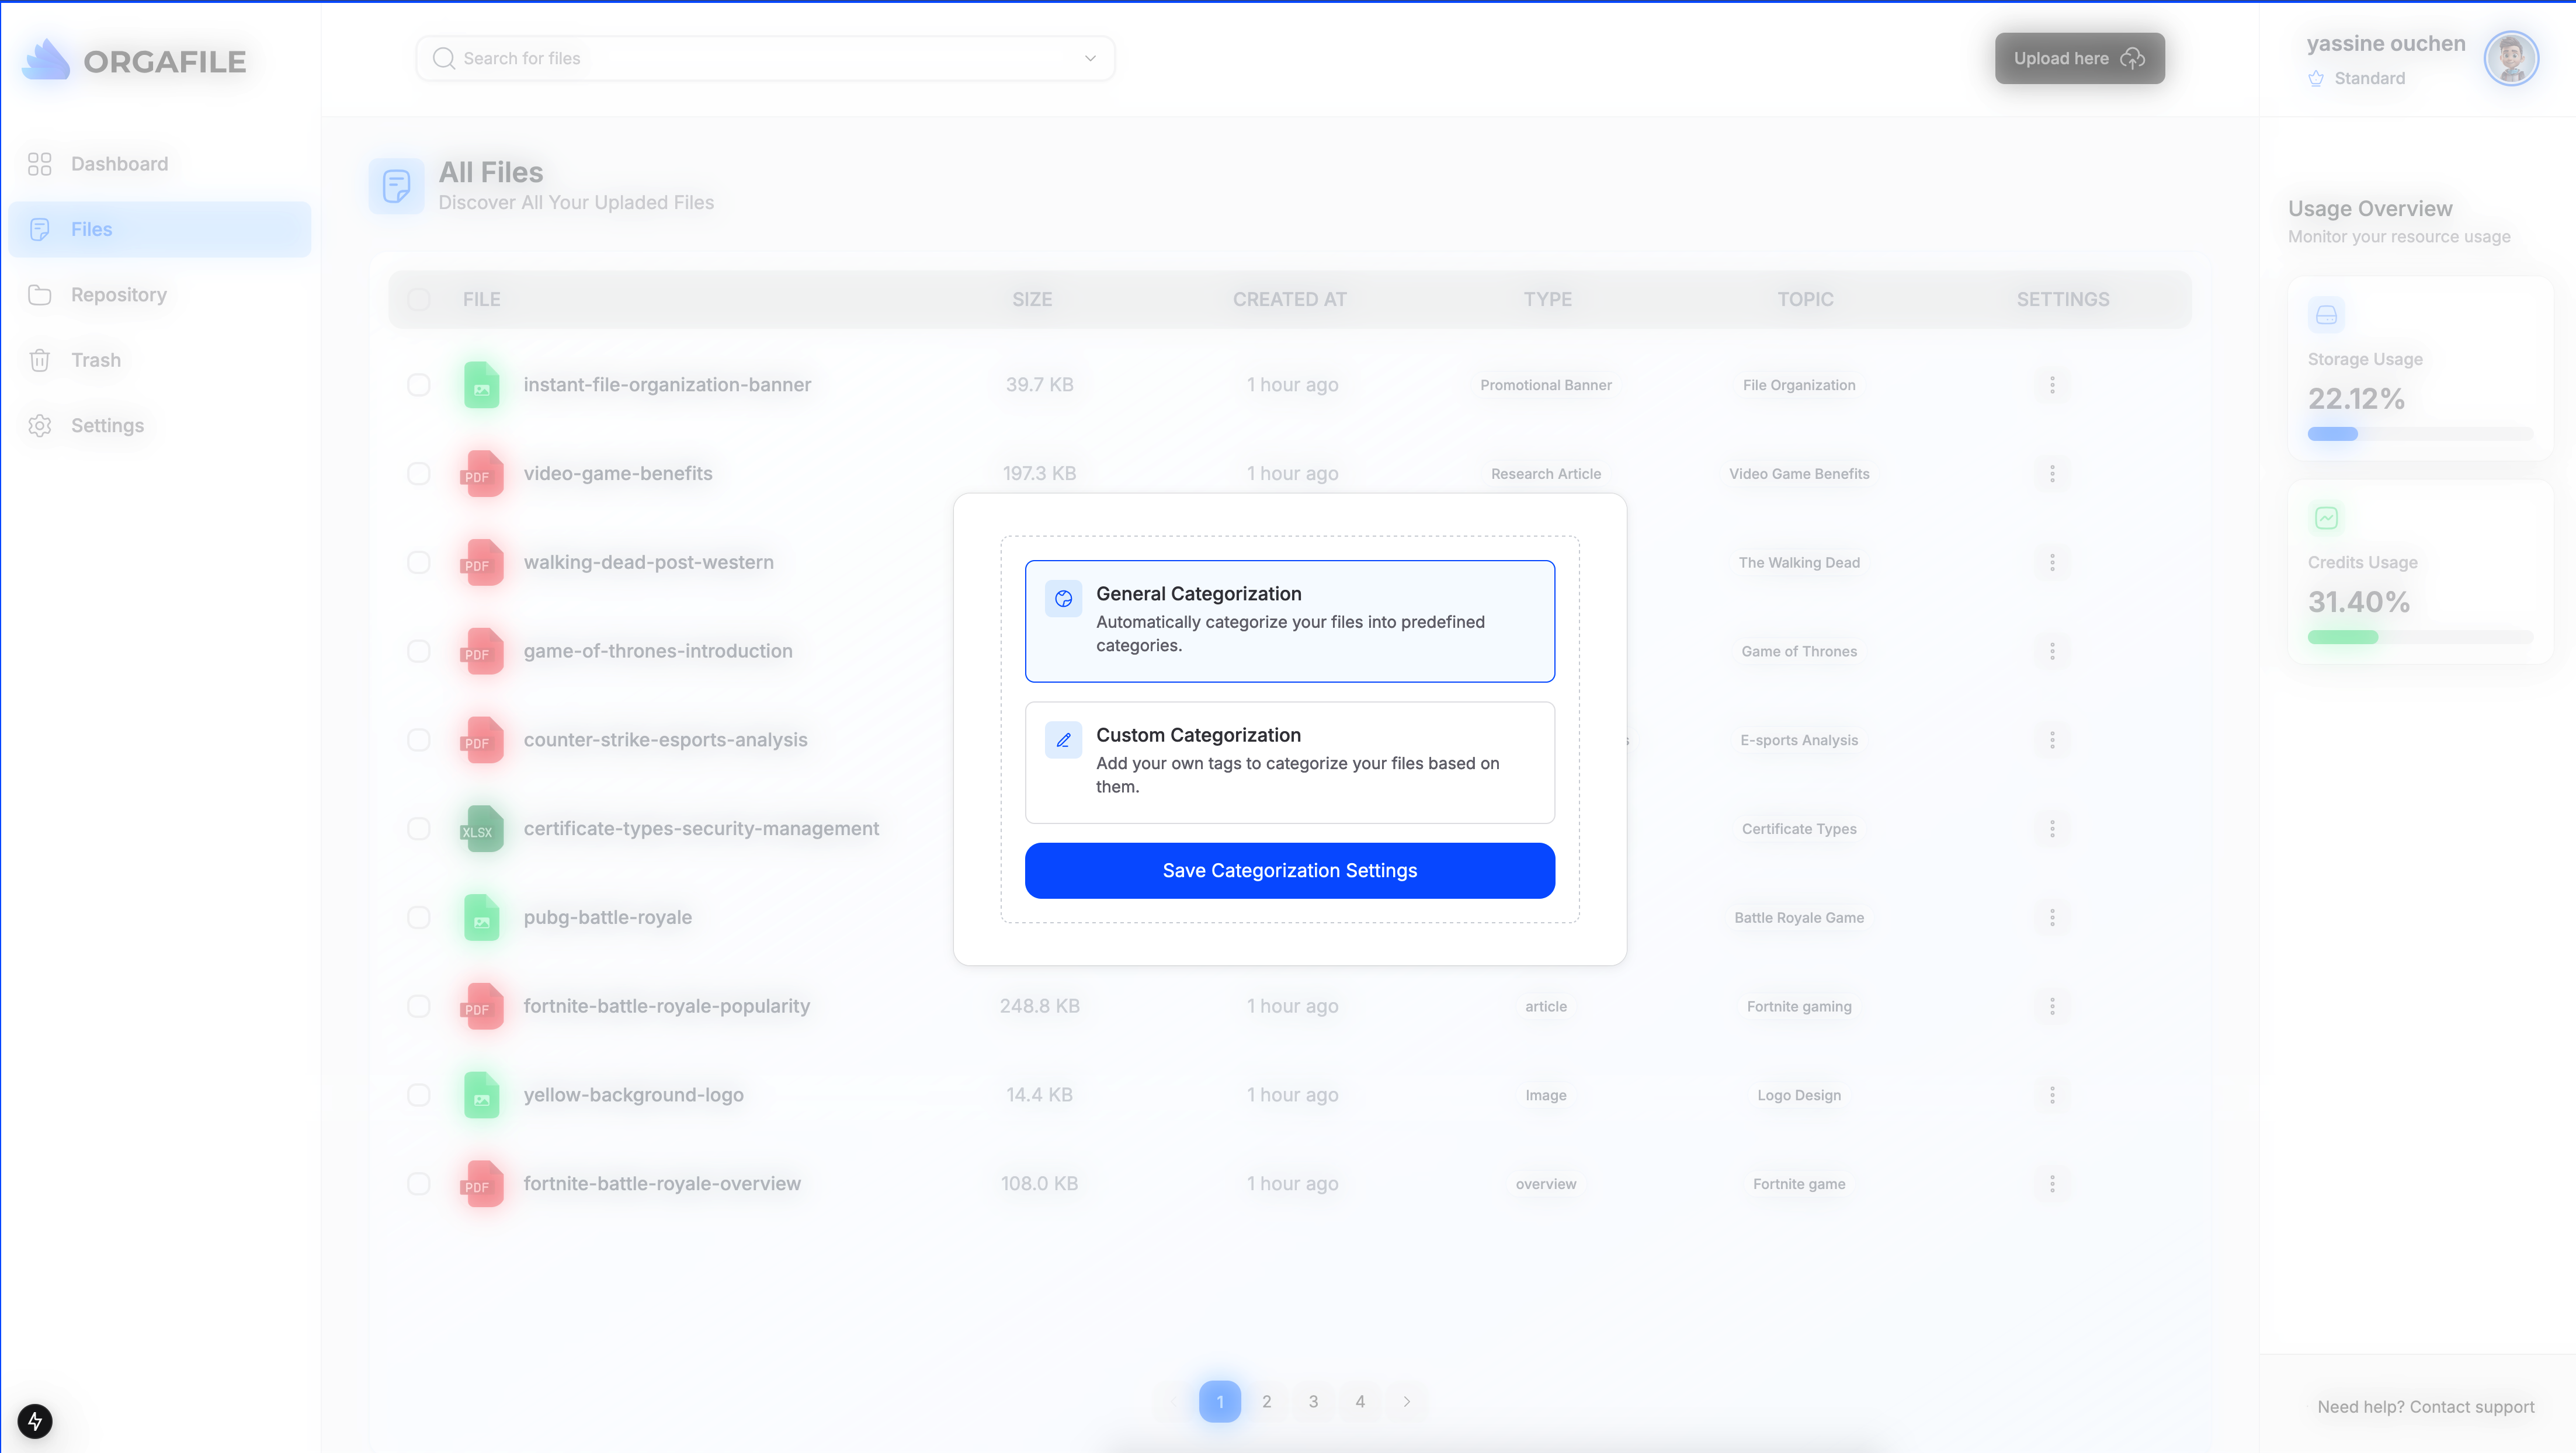 ORGAFILE
Search for files
Upload here
yassine ouchen
Standard
Dashboard
Files
Repository
Trash
Settings
All Files
Discover All Your Upladed Files
FILE SIZE CREATED AT TYPE TOPIC SETTINGS
instant-file-organization-banner 39.7 KB 1 hour ago Promotional Banner File Organization
PDF video-game-benefits 197.3 KB 1 hour ago Research Article Video Game Benefits
PDF walking-dead-post-western The Walking Dead
PDF game-of-thrones-introduction Game of Thrones
PDF counter-strike-esports-analysis E-sports Analysis
XLSX certificate-types-security-management Certificate Types
pubg-battle-royale Battle Royale Game
PDF fortnite-battle-royale-popularity 248.8 KB 1 hour ago article Fortnite gaming
yellow-background-logo 14.4 KB 1 hour ago Image Logo Design
PDF fortnite-battle-royale-overview 108.0 KB 1 hour ago overview Fortnite game
General Categorization
Automatically categorize your files into predefined
categories.
Custom Categorization
Add your own tags to categorize your files based on
them.
Save Categorization Settings
1 2 3 4
Usage Overview
Monitor your resource usage
Storage Usage
22.12%
Credits Usage
31.40%
Need help? Contact support